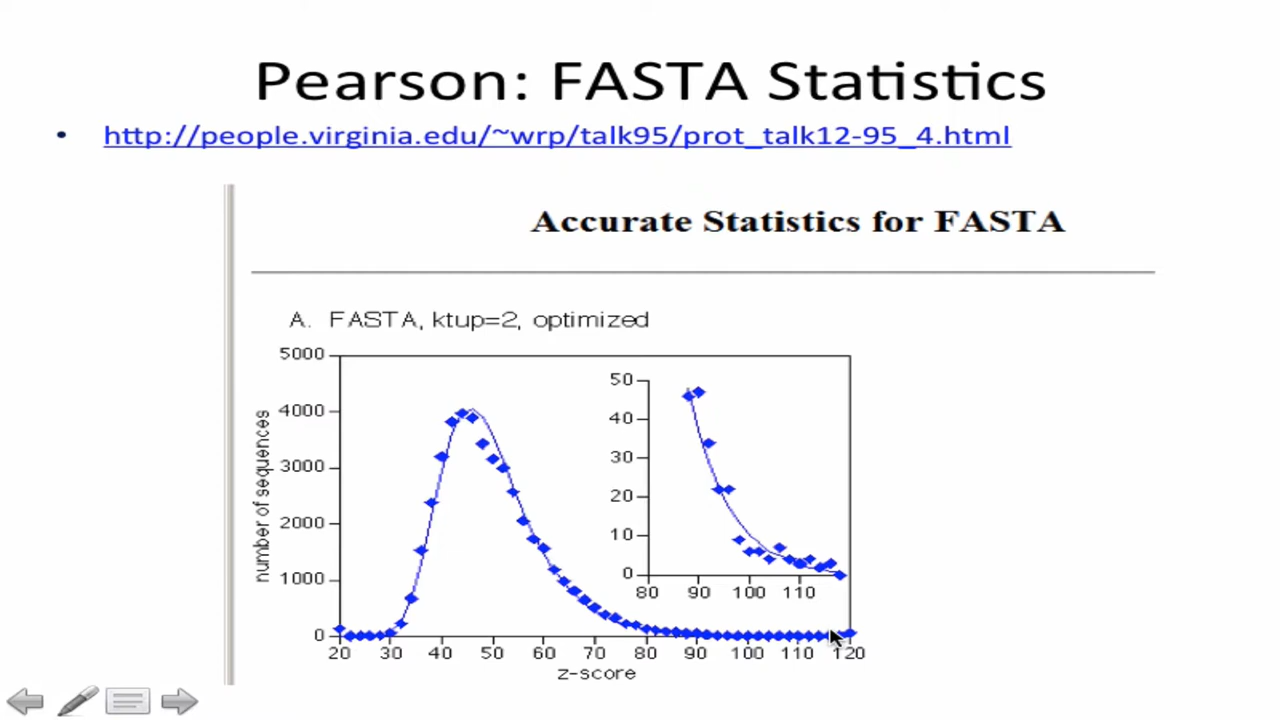 Pearson: FASTA Statistics
• http://people.virginia.edu/~wrp/talk95/prot_talk12-95_4.html
Accurate Statistics for FASTA
A. FASTA, ktup=2, optimized
5000
4000
3000
2000
1000
0
number of sequences
20 30 40 50 60 70 80 90 100 110 120
z-score
50
40
30
20
10
0
80 90 100 110